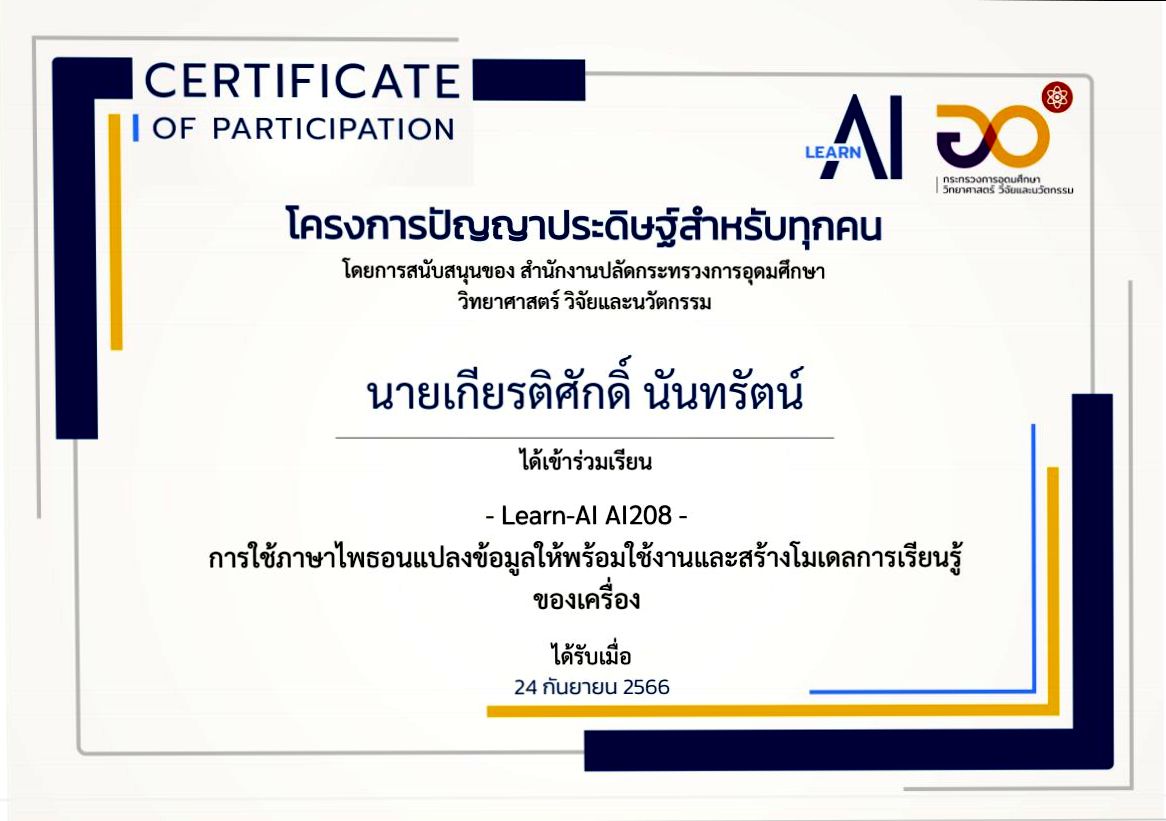 CERTIFICATE
OF PARTICIPATION
LEARN AI
อว
กระทรวงการอุดมศึกษา
วิทยาศาสตร์ วิจัยและนวัตกรรม
โครงการปัญญาประดิษฐ์สำหรับทุกคน
โดยการสนับสนุนของ สำนักงานปลัดกระทรวงการอุดมศึกษา
วิทยาศาสตร์ วิจัยและนวัตกรรม
นายเกียรติศักดิ์ นันทรัตน์
ได้เข้าร่วมเรียน
- Learn-AI AI208 -
การใช้ภาษาไพธอนแปลงข้อมูลให้พร้อมใช้งานและสร้างโมเดลการเรียนรู้
ของเครื่อง
ได้รับเมื่อ
24 กันยายน 2566